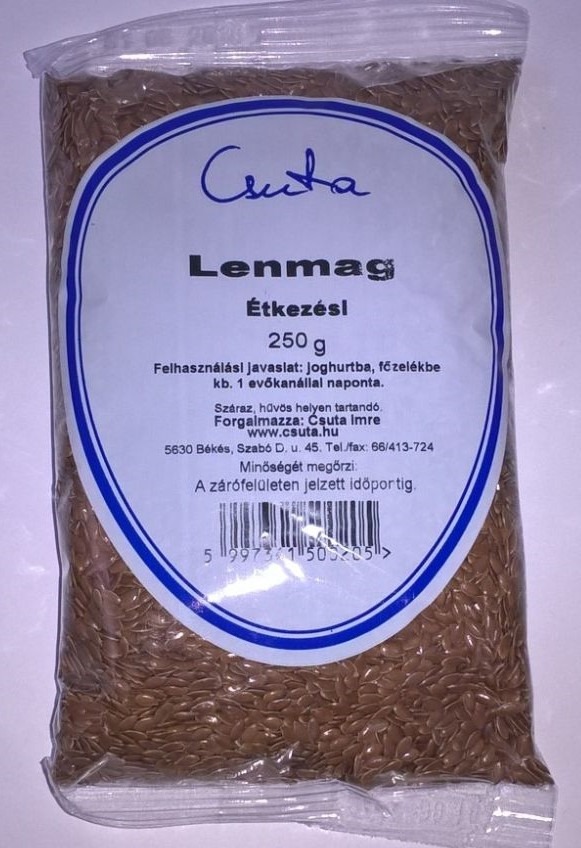 Csuta
Lenmag
Étkezési
250 g
Felhasználási javaslat: joghurtba, főzelékbe
kb. 1 evőkanállal naponta.
Száraz, hűvös helyen tartandó.
Forgalmazza: Csuta Imre
www.csuta.hu
5630 Békés, Szabó D. u. 45. Tel./fax: 66/413-724
Minőségét megőrzi:
A zárófelületen jelzett időpontig.